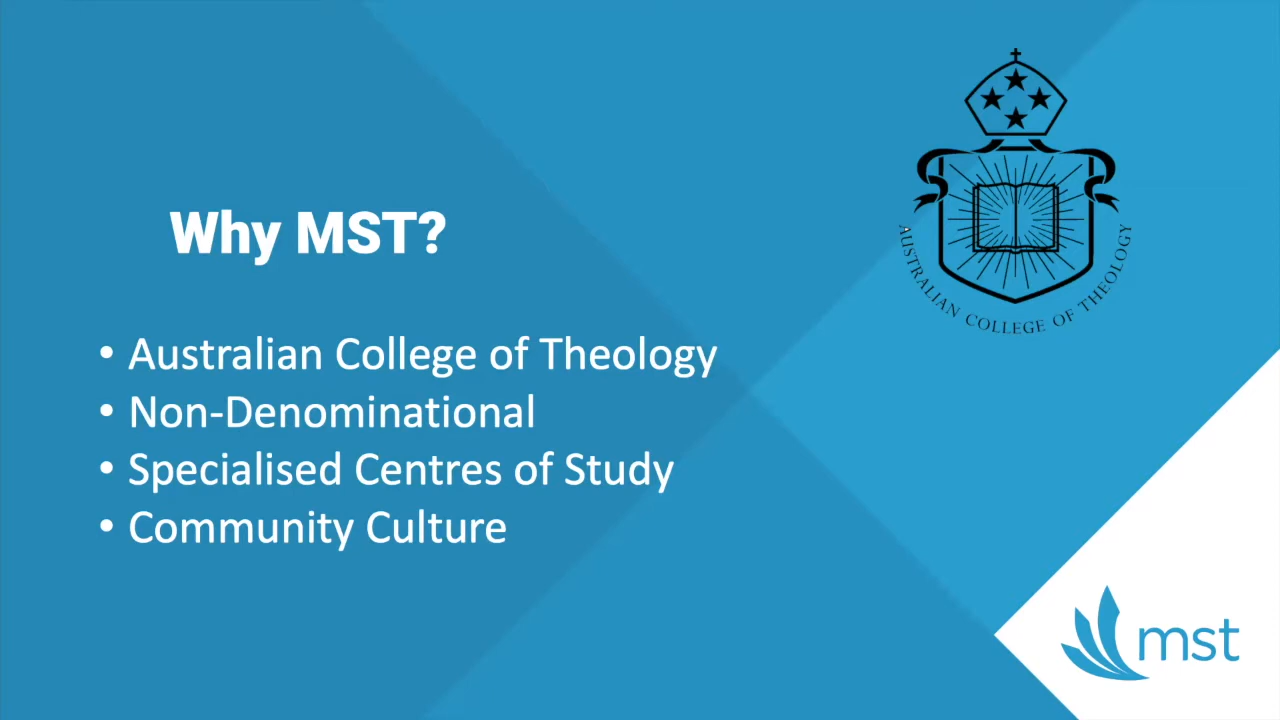 Why MST?
• Australian College of Theology
• Non-Denominational
• Specialised Centres of Study
• Community Culture
AUSTRALIAN COLLEGE OF THEOLOGY
mst